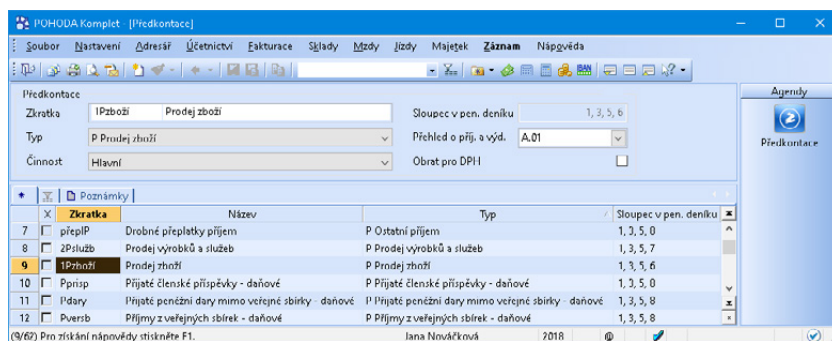 POHODA Komplet - [Předkontace]
Soubor Nastavení Adresář Účetnictví Fakturace Sklady Mzdy Jízdy Majetek Záznam Nápověda
Předkontace
Zkratka 1Pzboží Prodej zboží Sloupec v pen. deníku 1, 3, 5, 6
Typ P Prodej zboží Přehled o příj. a výd. A.01
Činnost Hlavní Obrat pro DPH
Agendy
Předkontace
Poznámky
X Zkratka Název Typ Sloupec v pen. deníku
7 přeplP Drobné přeplatky příjem P Ostatní příjem 1, 3, 5, 0
8 2Pslužb Prodej výrobků a služeb P Prodej výrobků a služeb 1, 3, 5, 7
9 1Pzboží Prodej zboží P Prodej zboží 1, 3, 5, 6
10 Pprisp Přijaté členské příspěvky - daňové P Přijaté členské příspěvky - daňové 1, 3, 5, 8
11 Pdary Přijaté peněžní dary mimo veřejné sbírky - daňové P Přijaté peněžní dary mimo veřejné sbírky - daňové 1, 3, 5, 8
12 Pversb Příjmy z veřejných sbírek - daňové P Příjmy z veřejných sbírek - daňové 1, 3, 5, 8
(9/62) Pro získání nápovědy stiskněte F1. Jana Nováčková 2018 @